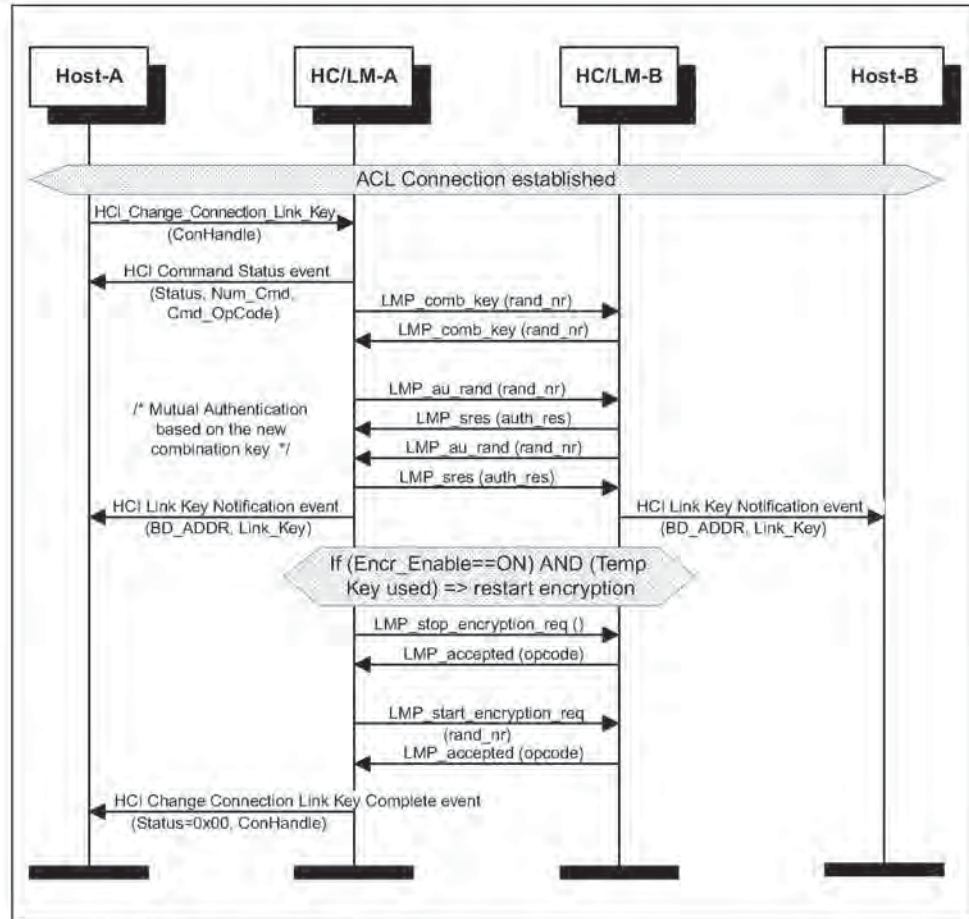 Host-A
HC/LM-A
HC/LM-B
Host-B
ACL Connection established
HCI_Change_Connection_Link_Key
(ConHandle)
HCI Command Status event
(Status, Num_Cmd,
Cmd_OpCode)
LMP_comb_key (rand_nr)
LMP_comb_key (rand_nr)
LMP_au_rand (rand_nr)
/* Mutual Authentication
based on the new
combination key */
LMP_sres (auth_res)
LMP_au_rand (rand_nr)
LMP_sres (auth_res)
HCI Link Key Notification event
(BD_ADDR, Link_Key)
HCI Link Key Notification event
(BD_ADDR, Link_Key)
If (Encr_Enable==ON) AND (Temp
Key used) => restart encryption
LMP_stop_encryption_req ()
LMP_accepted (opcode)
LMP_start_encryption_req
(rand_nr)
LMP_accepted (opcode)
HCI Change Connection Link Key Complete event
(Status=0x00, ConHandle)